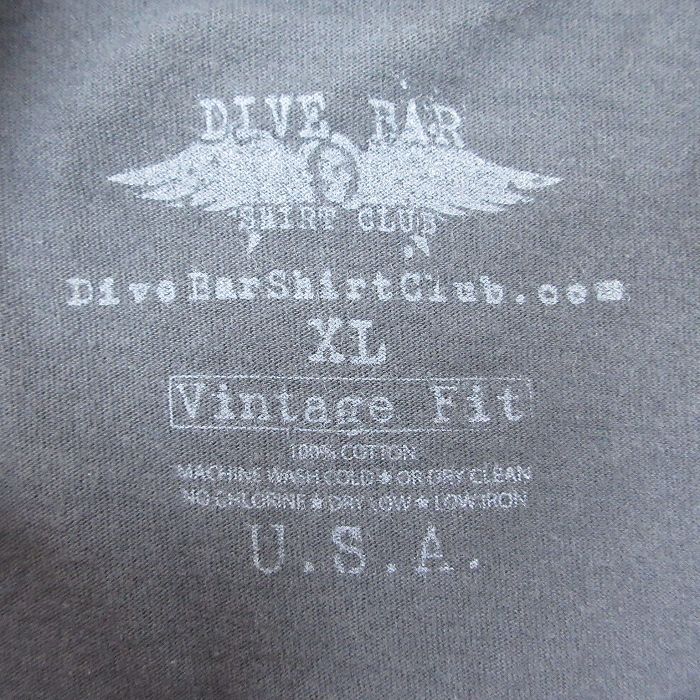 DIVE BAR
SHIRT CLUB
DiveBarShirtClub.com
XL
Vintage Fit
100% COTTON
MACHINE WASH COLD ★ OR DRY CLEAN
NO CHLORINE ★ DRY LOW ★ LOW IRON
U.S.A.